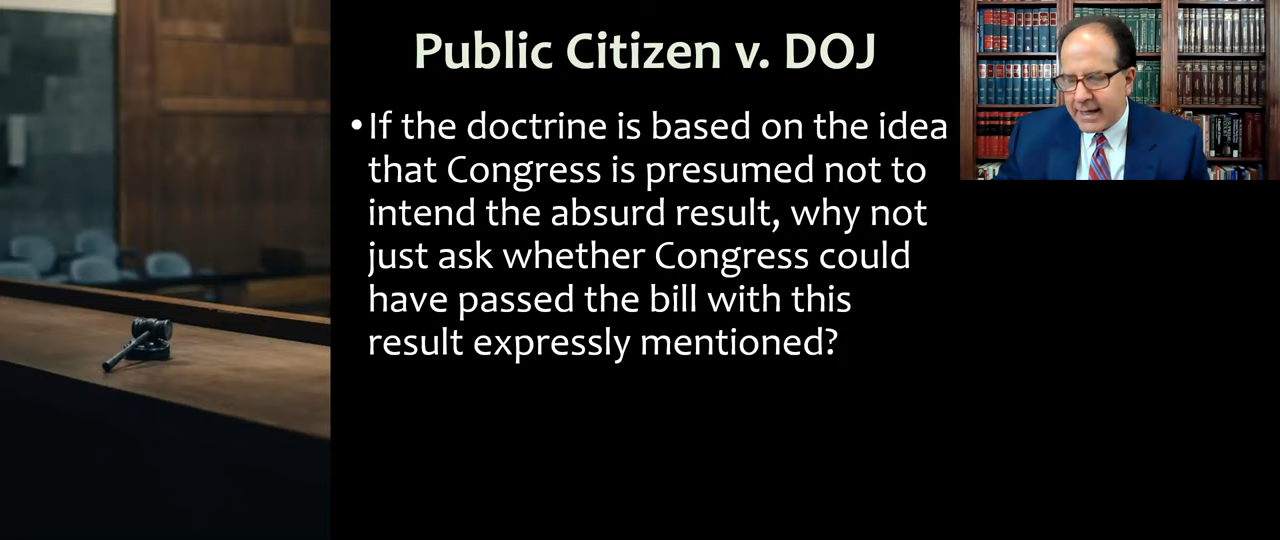 Public Citizen v. DOJ
•If the doctrine is based on the idea
that Congress is presumed not to
intend the absurd result, why not
just ask whether Congress could
have passed the bill with this
result expressly mentioned?